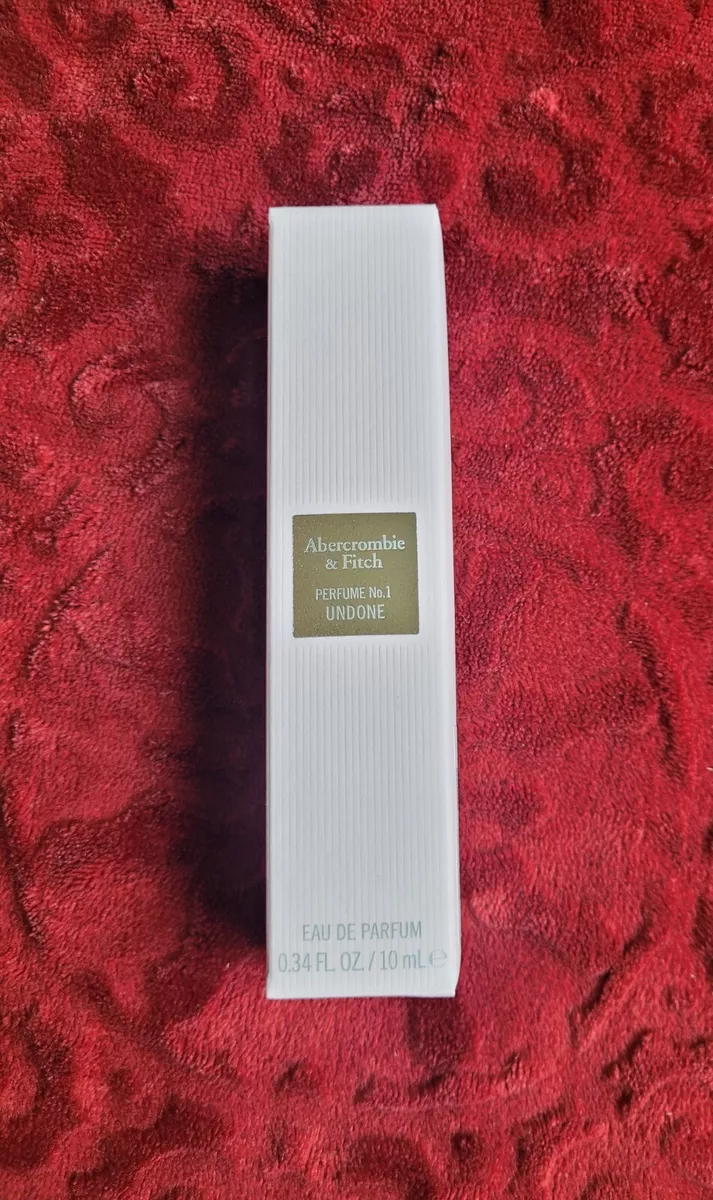 Abercrombie
& Fitch
PERFUME No.1
UNDONE
EAU DE PARFUM
0.34 FL. OZ. / 10 mL ℮